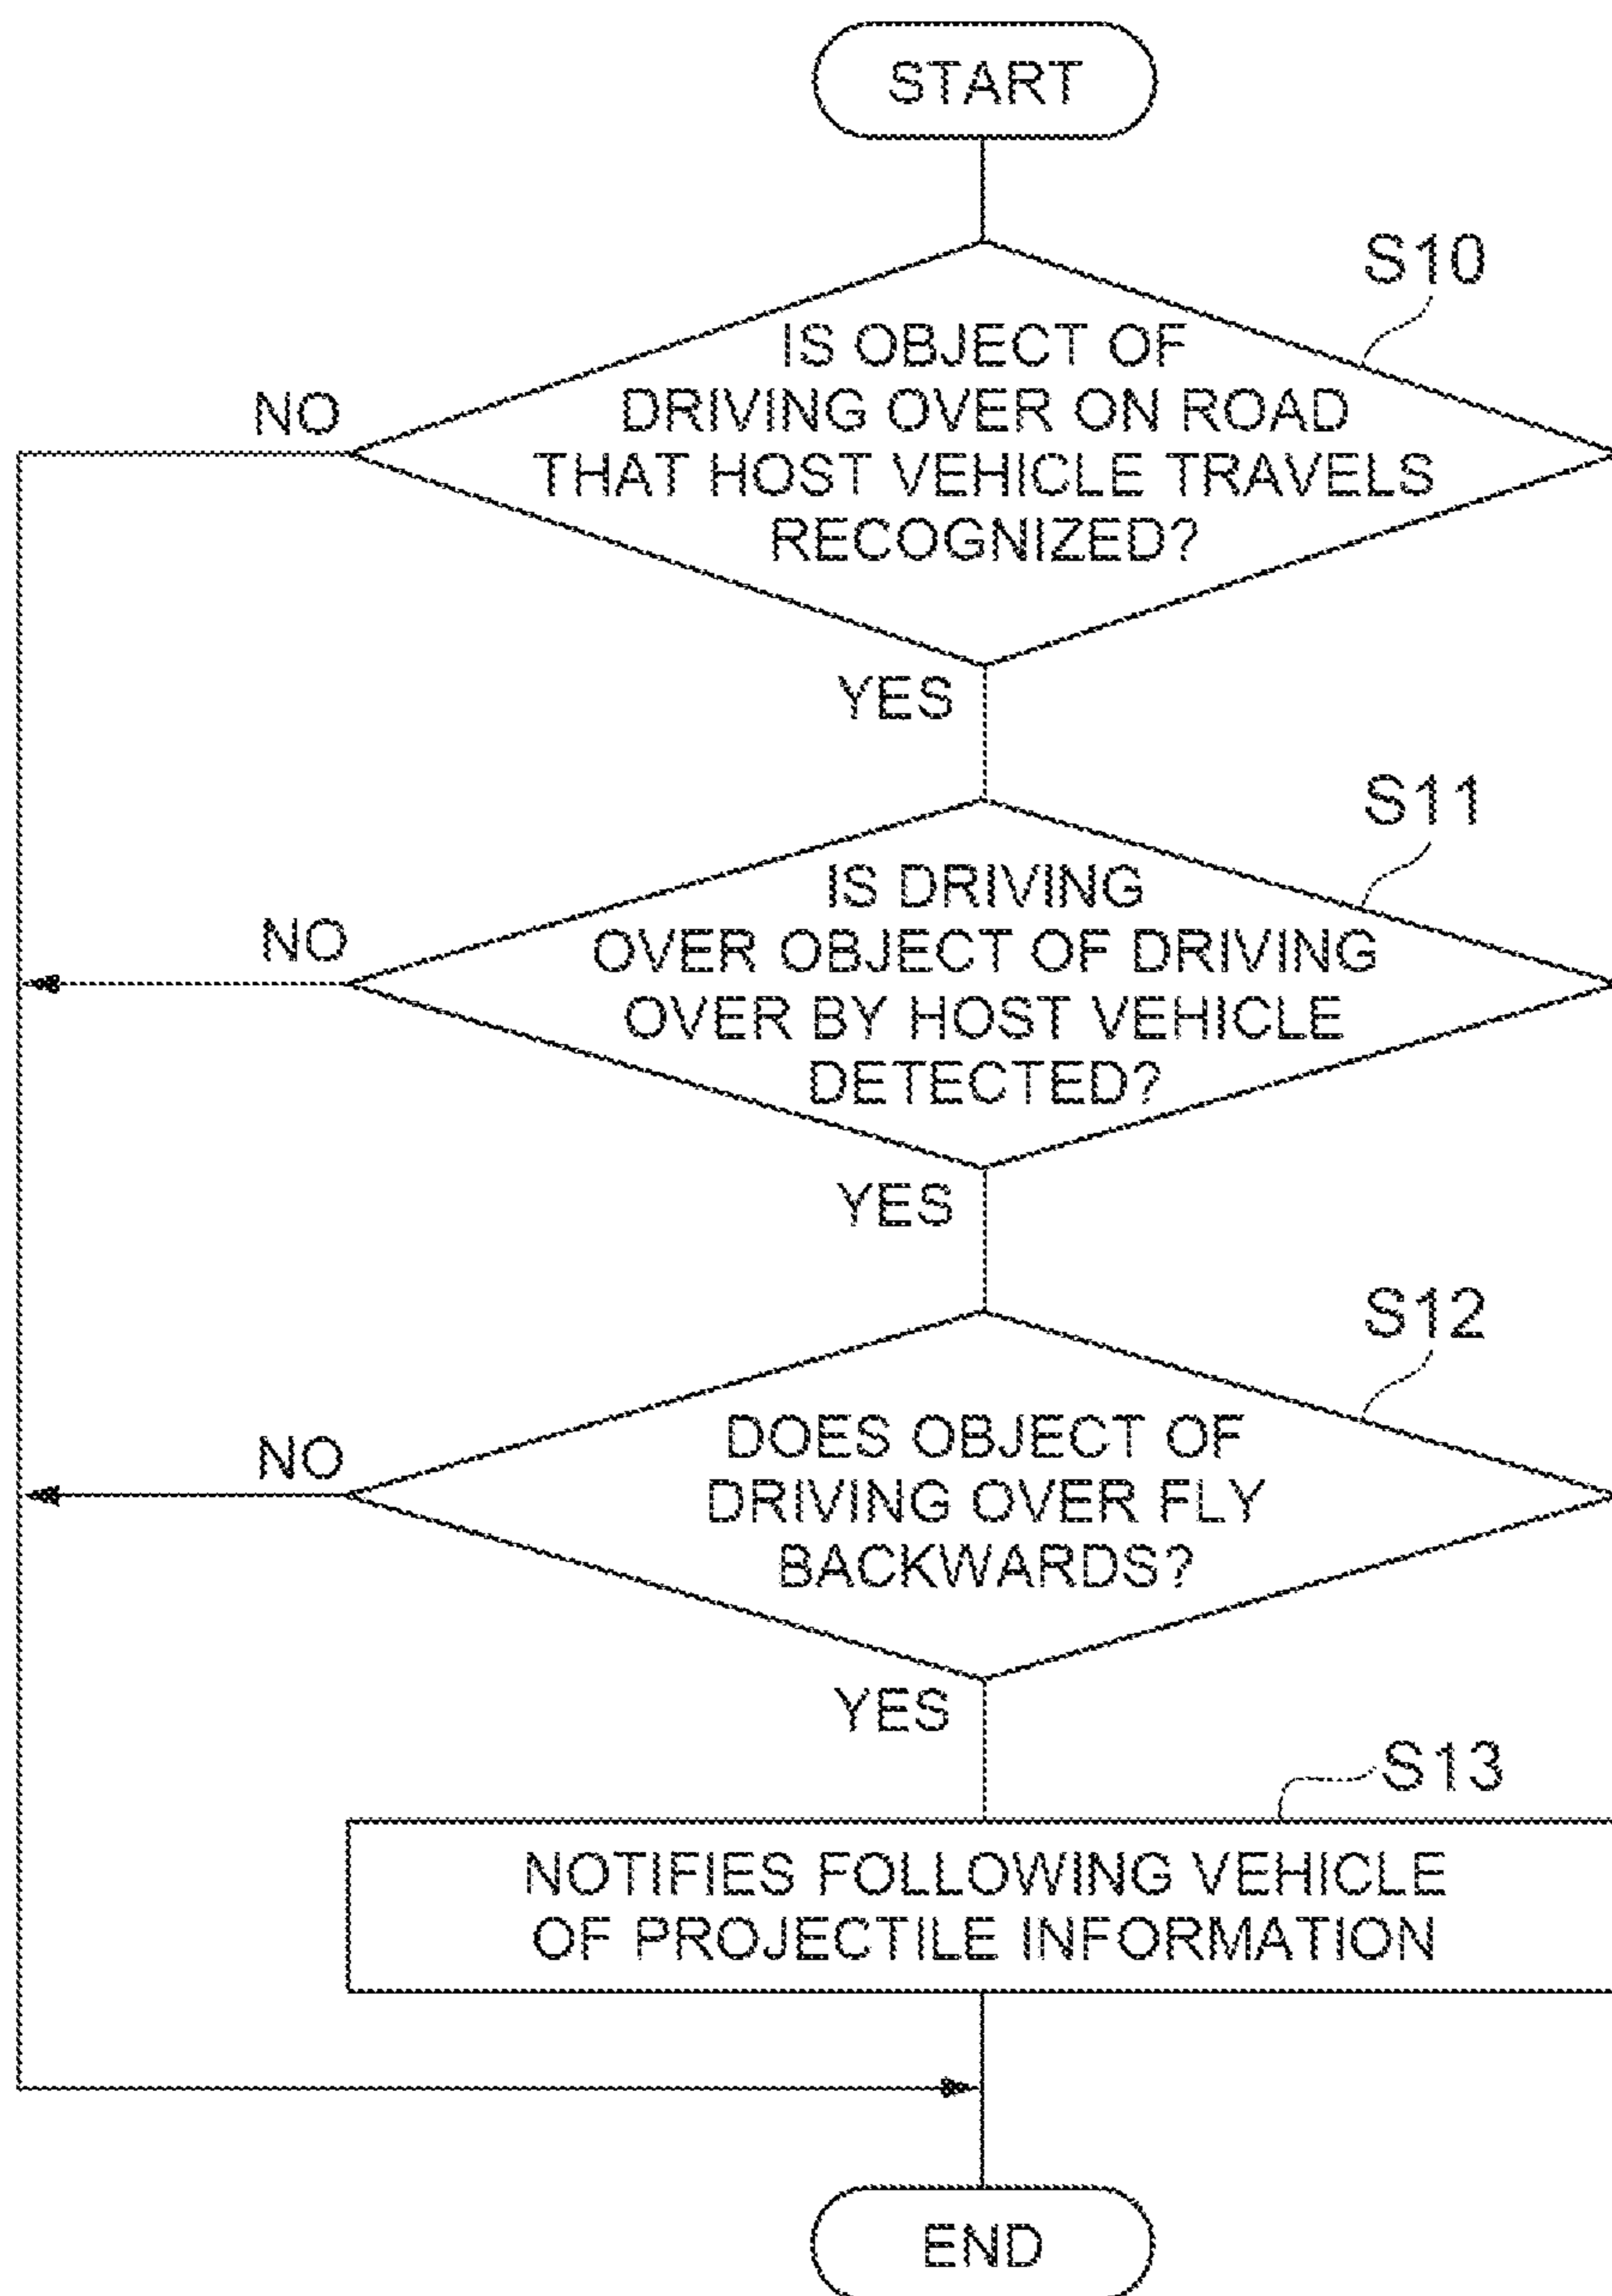 START
S10
IS OBJECT OF
DRIVING OVER ON ROAD
THAT HOST VEHICLE TRAVELS
RECOGNIZED?
NO
YES
S11
IS DRIVING
OVER OBJECT OF DRIVING
OVER BY HOST VEHICLE
DETECTED?
NO
YES
S12
DOES OBJECT OF
DRIVING OVER FLY
BACKWARDS?
NO
YES
S13
NOTIFIES FOLLOWING VEHICLE
OF PROJECTILE INFORMATION
END